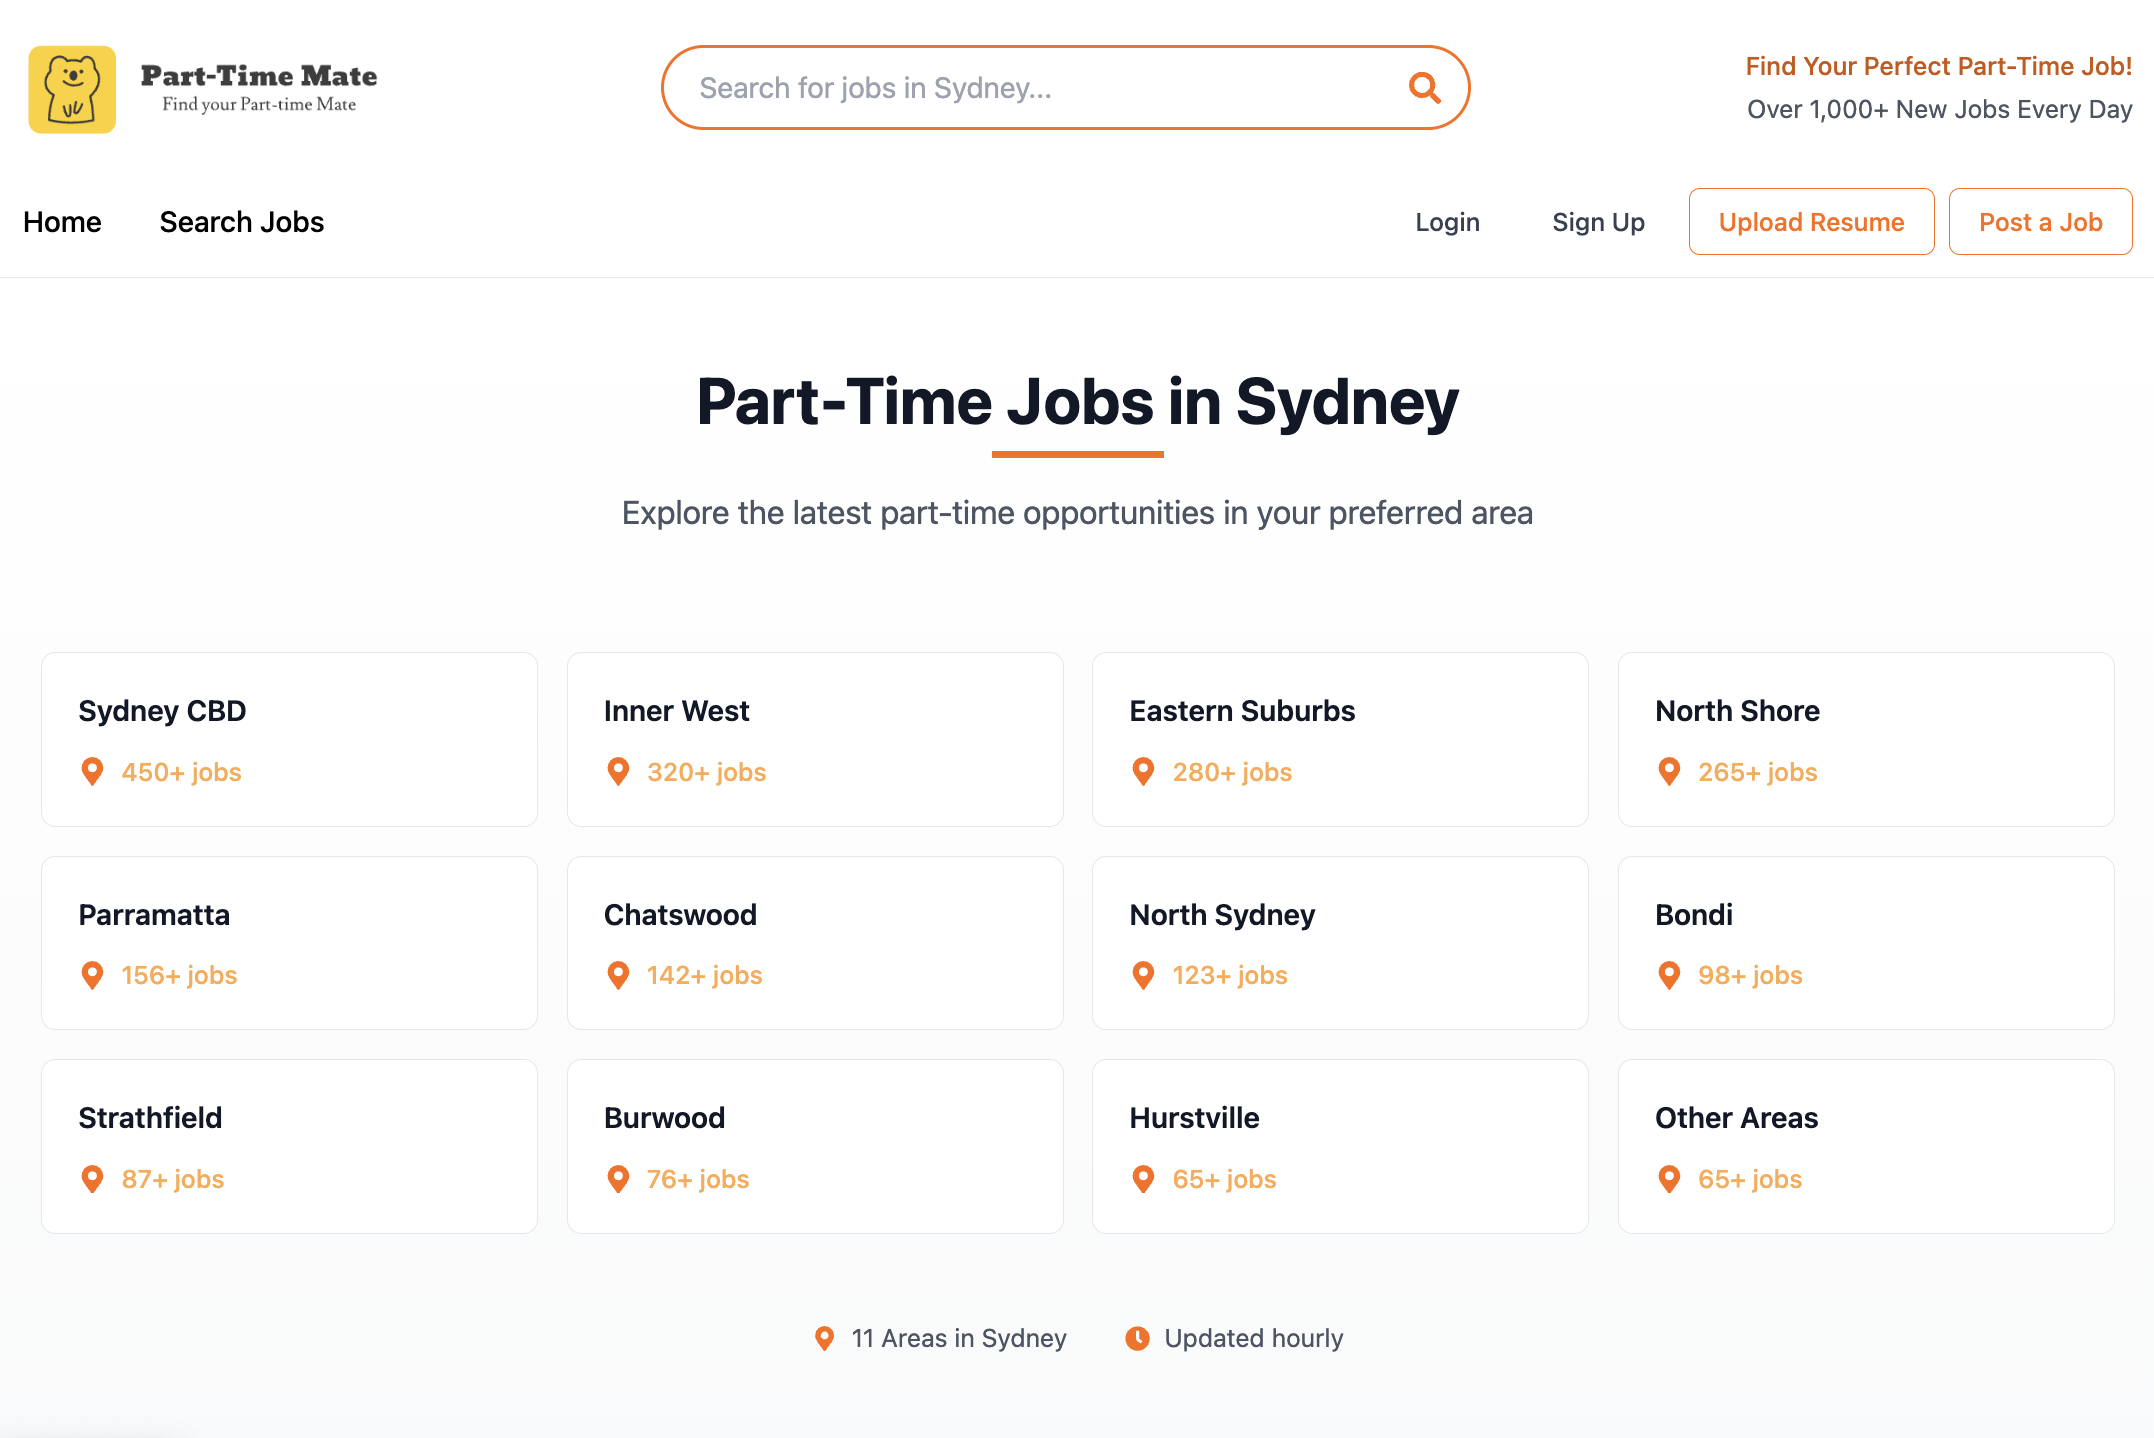 Part-Time Mate
Find your Part-time Mate
Search for jobs in Sydney...
Find Your Perfect Part-Time Job!
Over 1,000+ New Jobs Every Day
Home
Search Jobs
Login
Sign Up
Upload Resume
Post a Job
Part-Time Jobs in Sydney
Explore the latest part-time opportunities in your preferred area
Sydney CBD
450+ jobs
Inner West
320+ jobs
Eastern Suburbs
280+ jobs
North Shore
265+ jobs
Parramatta
156+ jobs
Chatswood
142+ jobs
North Sydney
123+ jobs
Bondi
98+ jobs
Strathfield
87+ jobs
Burwood
76+ jobs
Hurstville
65+ jobs
Other Areas
65+ jobs
11 Areas in Sydney
Updated hourly